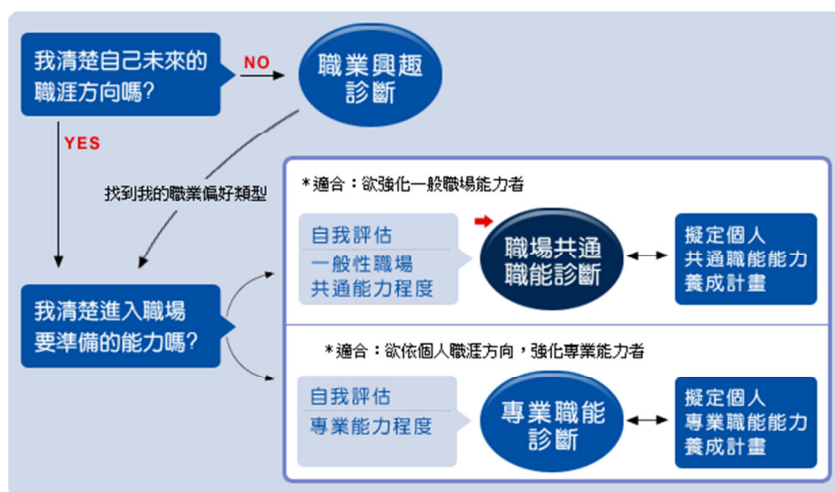 我清楚自己未來的
職涯方向嗎?
NO
職業興趣
診斷
YES
找到我的職業偏好類型
我清楚進入職場
要準備的能力嗎?
*適合：欲強化一般職場能力者
自我評估
一般性職場
共通能力程度
職場共通
職能診斷
擬定個人
共通職能能力
養成計畫
*適合：欲依個人職涯方向，強化專業能力者
自我評估
專業能力程度
專業職能
診斷
擬定個人
專業職能能力
養成計畫